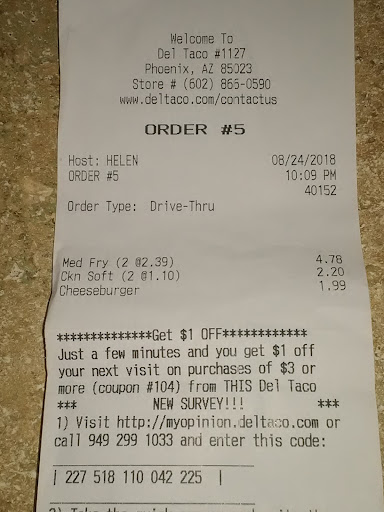 Welcome To
Del Taco #1127
Phoenix, AZ 85023
Store # (602) 866-0590
www.deltaco.com/contactus
ORDER #5
Host: HELEN 08/24/2018
ORDER #5 10:09 PM
40152
Order Type: Drive-Thru
Med Fry (2 @2.39) 4.78
Ckn Soft (2 @1.10) 2.20
Cheeseburger 1.99
**************Get $1 OFF*************
Just a few minutes and you get $1 off
your next visit on purchases of $3 or
more (coupon #104) from THIS Del Taco
*** NEW SURVEY!!! ***
1) Visit http://myopinion.deltaco.com or
call 949 299 1033 and enter this code:
| 227 518 110 042 225 |